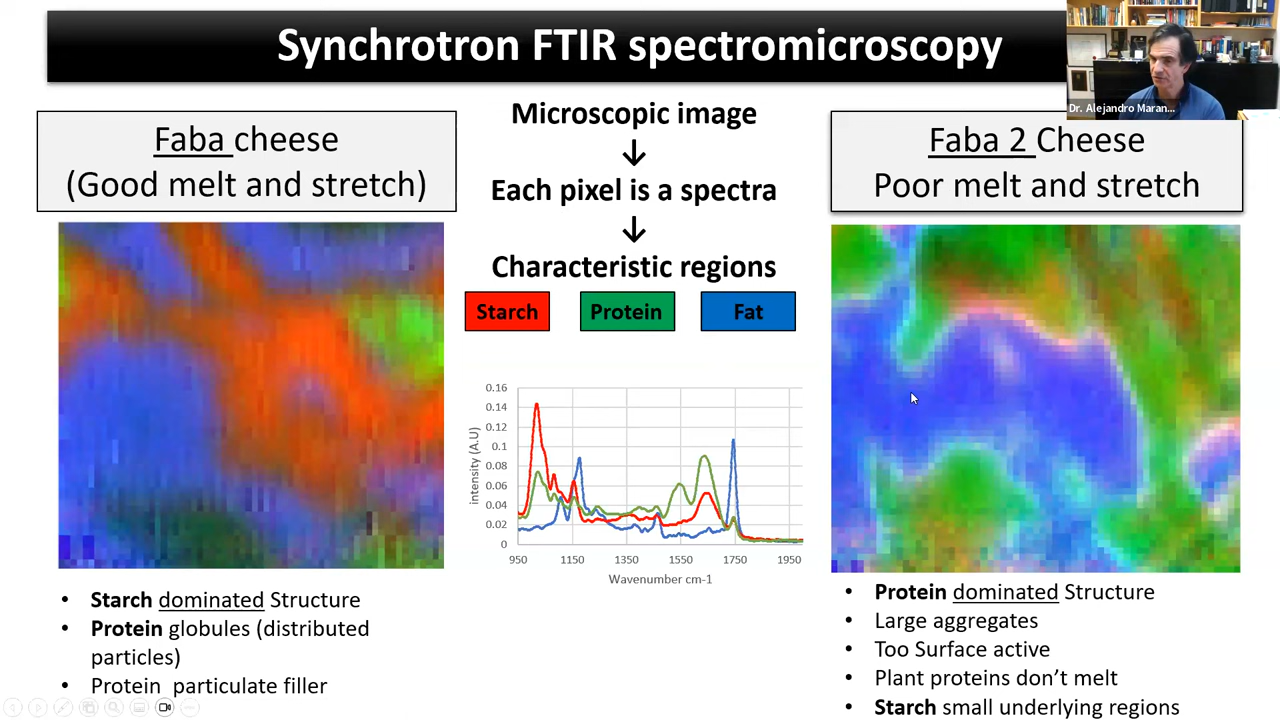 Synchrotron FTIR spectromicroscopy
Dr. Alejandro Maran...
Faba cheese
(Good melt and stretch)
Microscopic image
↓
Each pixel is a spectra
↓
Characteristic regions
Starch
Protein
Fat
Faba 2 Cheese
Poor melt and stretch
0.16
0.14
0.12
0.1
0.08
0.06
0.04
0.02
0
intensity (A.U)
950
1150
1350
1550
1750
1950
Wavenumber cm-1
• Starch dominated Structure
• Protein globules (distributed
particles)
• Protein particulate filler
• Protein dominated Structure
• Large aggregates
• Too Surface active
• Plant proteins don’t melt
• Starch small underlying regions